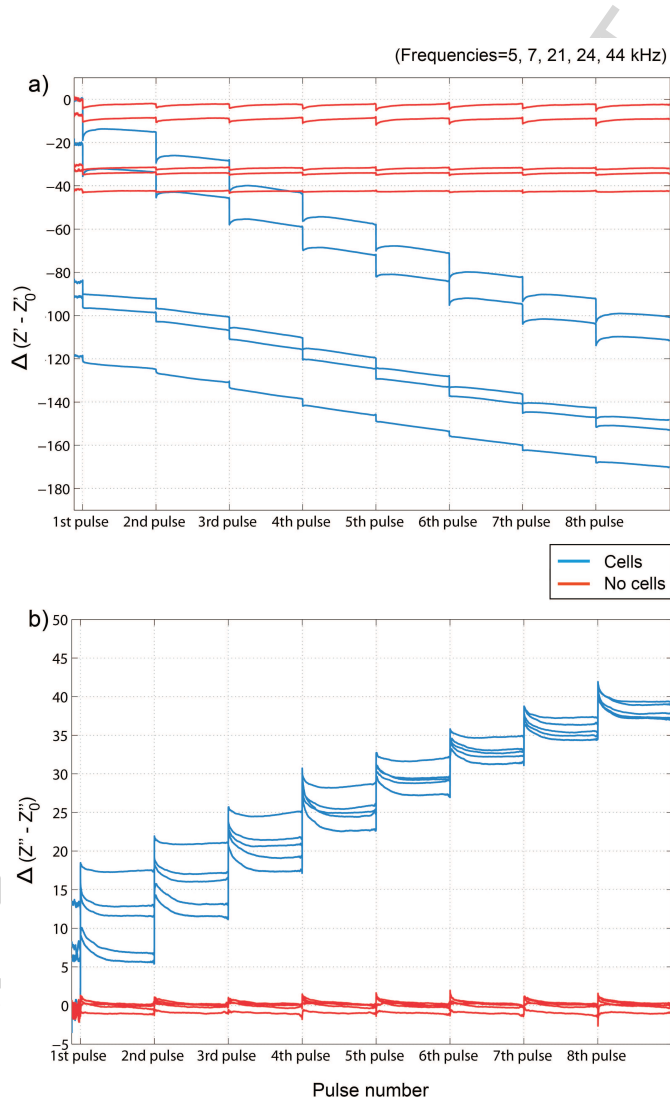 (Frequencies=5, 7, 21, 24, 44 kHz)
a)
0
−20
−40
−60
−80
100
120
−140
−160
−180
Δ (Z' - Z'0)
1st pulse 2nd pulse 3rd pulse 4th pulse 5th pulse 6th pulse 7th pulse 8th pulse
Cells
No cells
b)
50
45
40
35
30
25
20
15
10
5
0
−5
Δ (Z'' - Z''0)
1st pulse 2nd pulse 3rd pulse 4th pulse 5th pulse 6th pulse 7th pulse 8th pulse
Pulse number